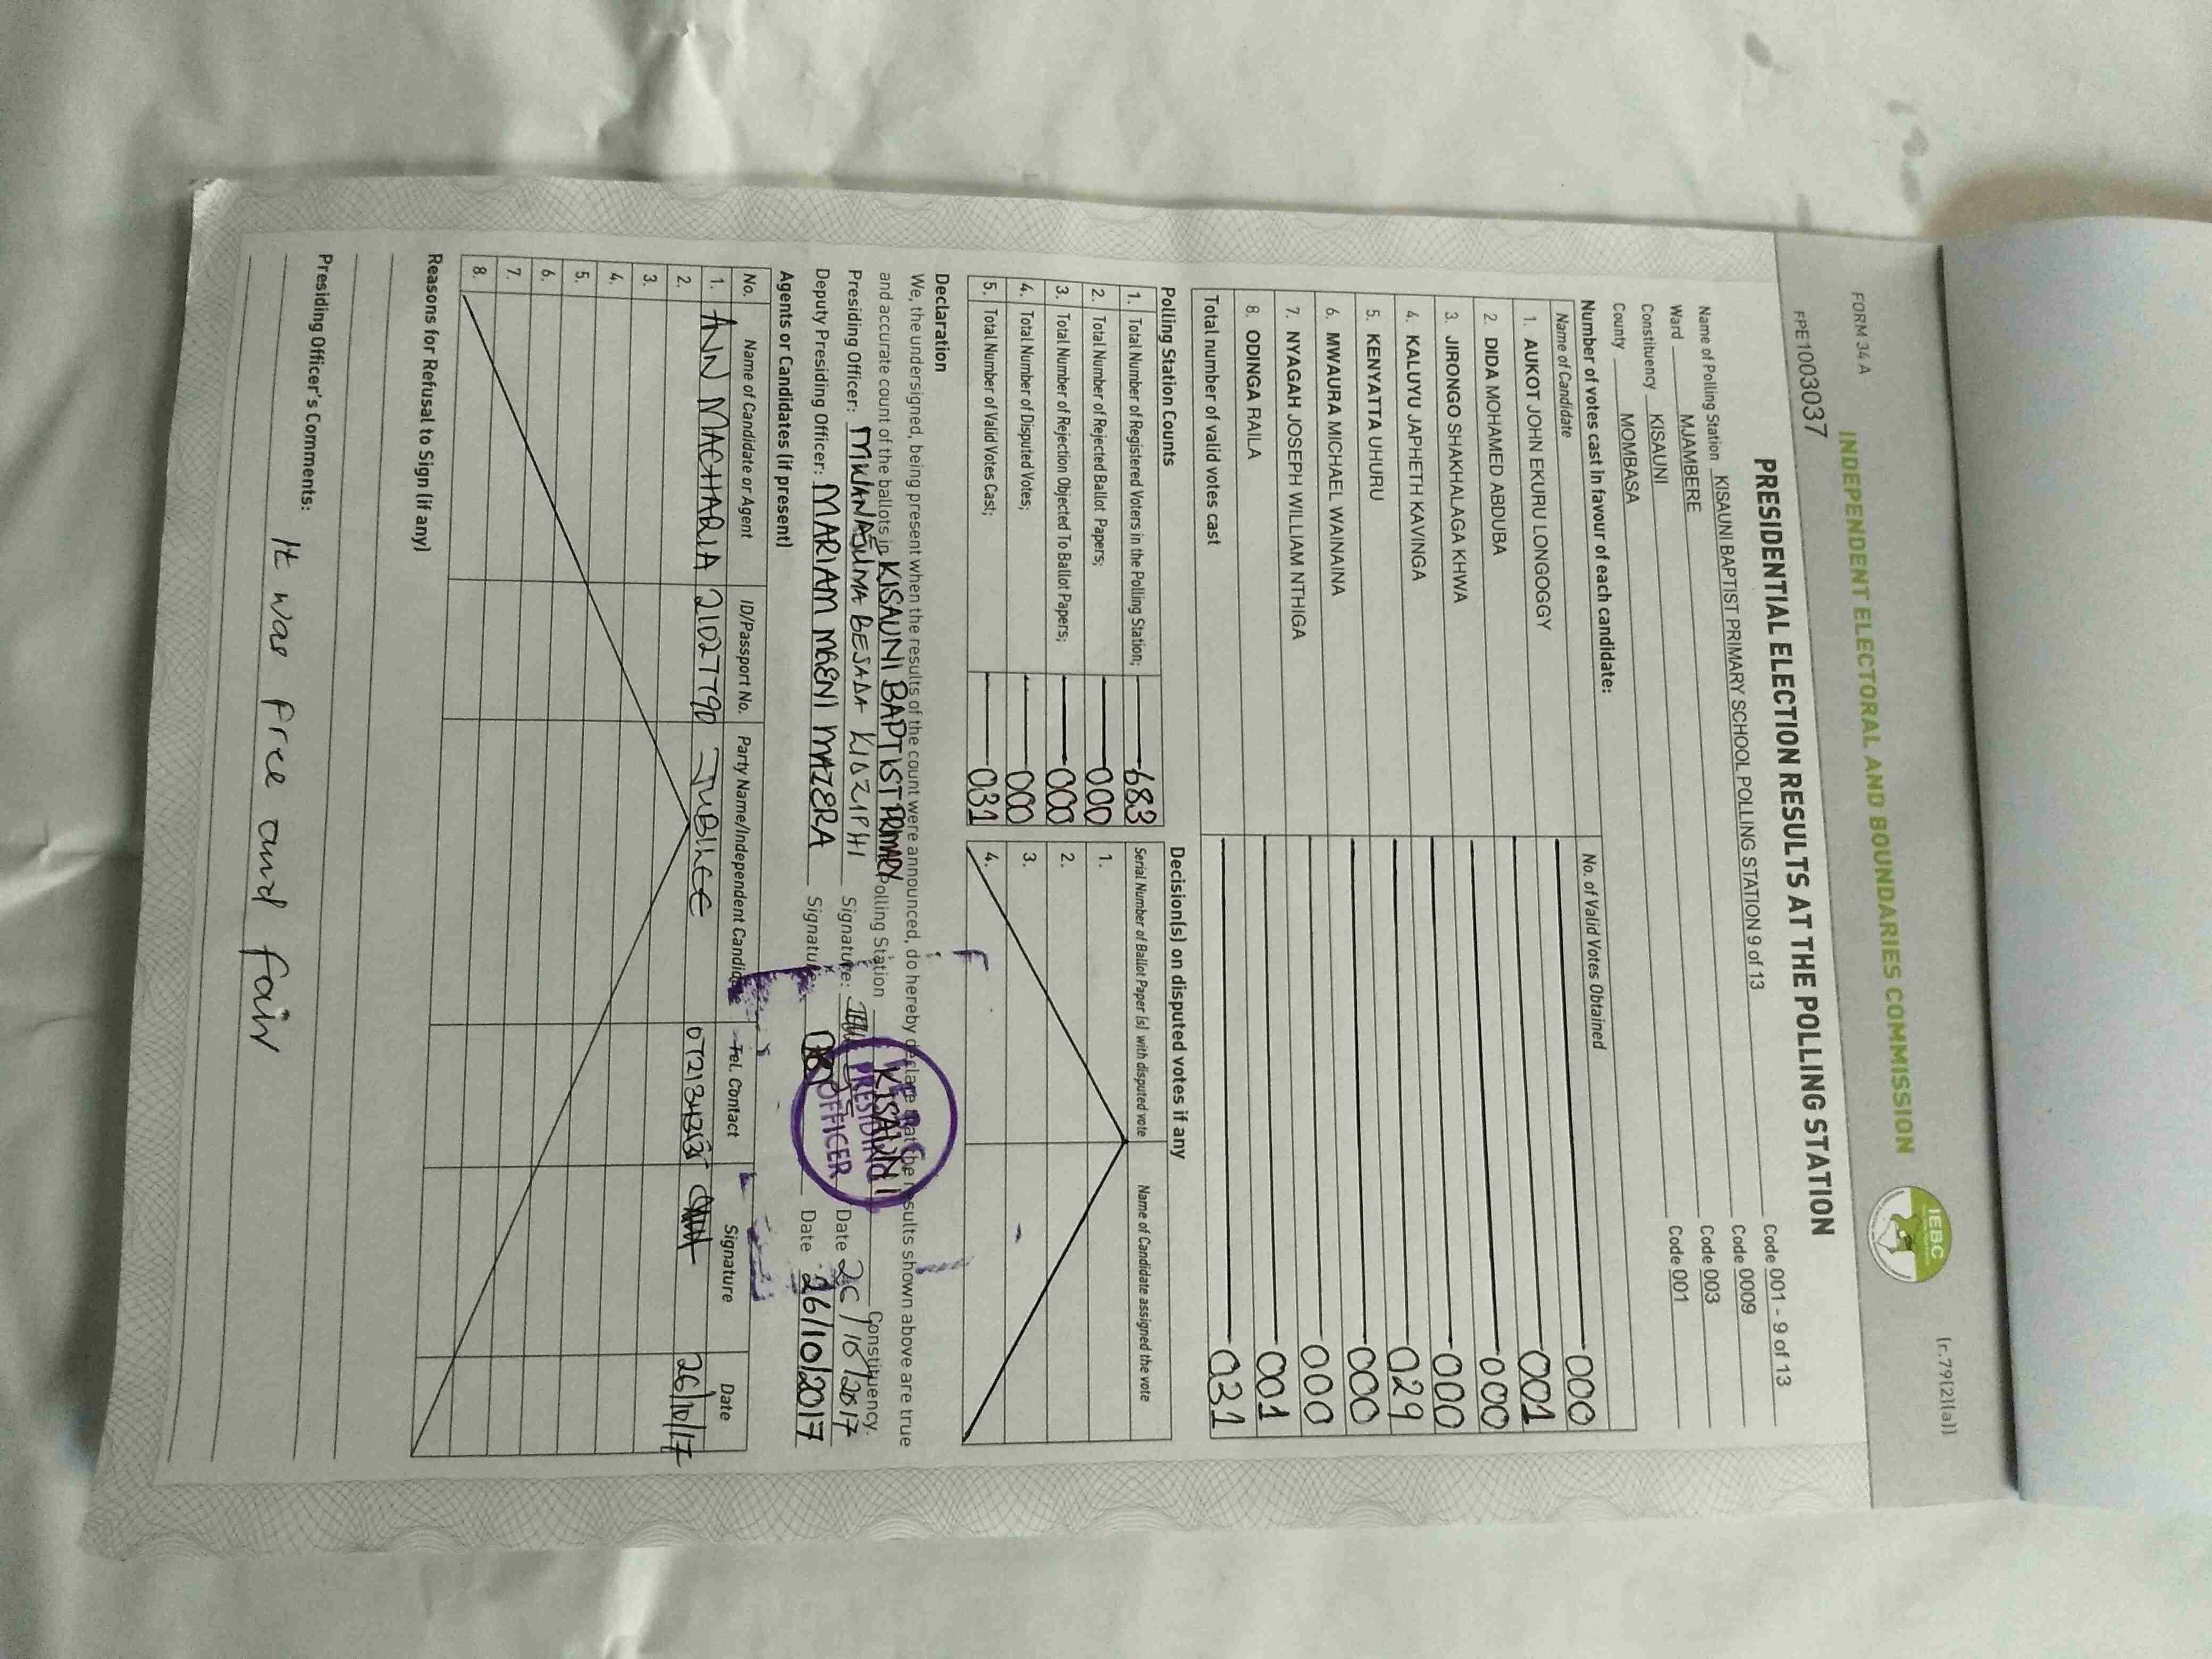 FORM 34 A
(r.79(2)(a))
INDEPENDENT ELECTORAL AND BOUNDARIES COMMISSION
IEBC
FPE1003037
PRESIDENTIAL ELECTION RESULTS AT THE POLLING STATION
Name of Polling Station KISAUNI BAPTIST PRIMARY SCHOOL POLLING STATION 9 of 13 Code 001 - 9 of 13
Ward MJAMBERE Code 0009
Constituency KISAUNI Code 003
County MOMBASA Code 001
Number of votes cast in favour of each candidate:
Name of Candidate No. of Valid Votes Obtained
1. AUKOT JOHN EKURU LONGOGGY 000
2. DIDA MOHAMED ABDUBA 001
3. JIRONGO SHAKHALAGA KHWA 000
4. KALUYU JAPHETH KAVINGA 000
5. KENYATTA UHURU 029
6. MWAURA MICHAEL WAINAINA 000
7. NYAGAH JOSEPH WILLIAM NTHIGA 000
8. ODINGA RAILA 001
Total number of valid votes cast 031
Polling Station Counts
1. Total Number of Registered Voters in the Polling Station; 683
2. Total Number of Rejected Ballot Papers; 000
3. Total Number of Rejection Objected To Ballot Papers; 000
4. Total Number of Disputed Votes; 000
5. Total Number of Valid Votes Cast; 031
Decision(s) on disputed votes if any
Serial Number of Ballot Paper (s) with disputed vote Name of Candidate assigned the vote
1.
2.
3.
4.
Declaration
We, the undersigned, being present when the results of the count were announced, do hereby declare that the results shown above are true
and accurate count of the ballots in KISAUNI BAPTIST PRIMARY Polling Station KISAUNI Constituency.
Presiding Officer: MWANASULMA BESADA KIDZIPHI Signature: Date 26/10/2017
Deputy Presiding Officer: MARIAM MGENI MAZERA Signature: Date 26/10/2017
PRESIDING
OFFICER
Agents or Candidates (if present)
No. Name of Candidate or Agent ID/Passport No. Party Name/Independent Candidate Tel. Contact Signature Date
1. ANN MACHARIA 21027790 JUBILEE 26/10/17
2.
3.
4.
5.
6.
7.
8.
Reasons for Refusal to Sign (if any)
Presiding Officer's Comments:
It was free and fair